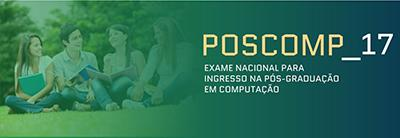 POSCOMP_17
EXAME NACIONAL PARA
INGRESSO NA PÓS-GRADUAÇÃO
EM COMPUTAÇÃO